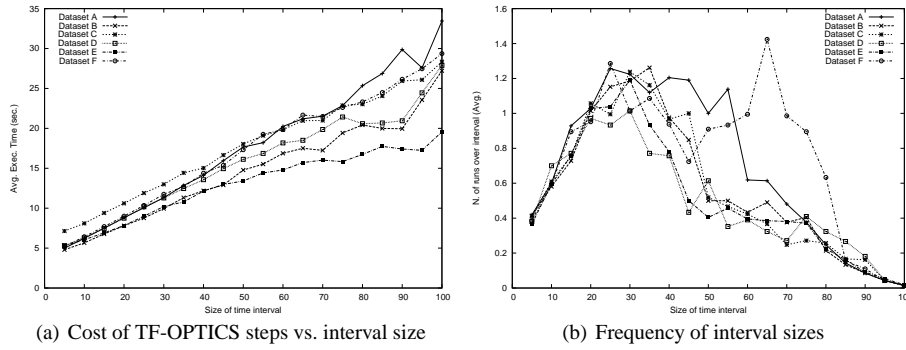 35
30
25
20
15
10
5
0
Avg. Exec. Time (sec.)
Dataset A
Dataset B
Dataset C
Dataset D
Dataset E
Dataset F
0 10 20 30 40 50 60 70 80 90 100
Size of time interval
(a) Cost of TF-OPTICS steps vs. interval size
1.6
1.4
1.2
1
0.8
0.6
0.4
0.2
0
N. of runs over interval (Avg.)
Dataset A
Dataset B
Dataset C
Dataset D
Dataset E
Dataset F
0 10 20 30 40 50 60 70 80 90 100
Size of time interval
(b) Frequency of interval sizes